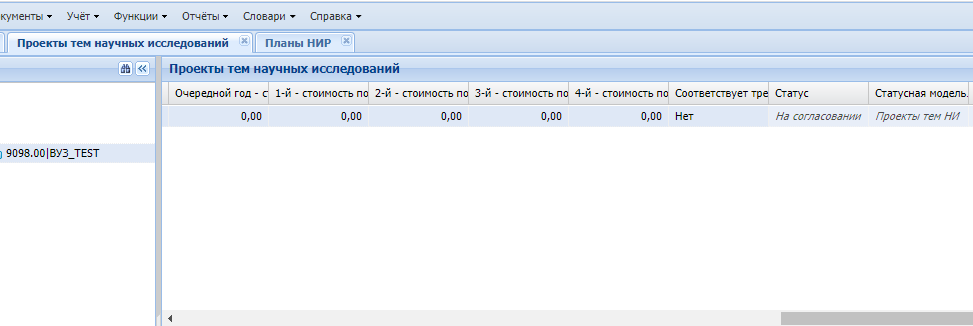 кументы Учёт Функции Отчёты Словари Справка
Проекты тем научных исследований Планы НИР
Проекты тем научных исследований
Очередной год - с 1-й - стоимость по 2-й - стоимость по 3-й - стоимость по 4-й - стоимость по Соответствует тре Статус Статусная модель.
0,00 0,00 0,00 0,00 0,00 Нет На согласовании Проекты тем НИ
9098.00|ВУЗ_TEST